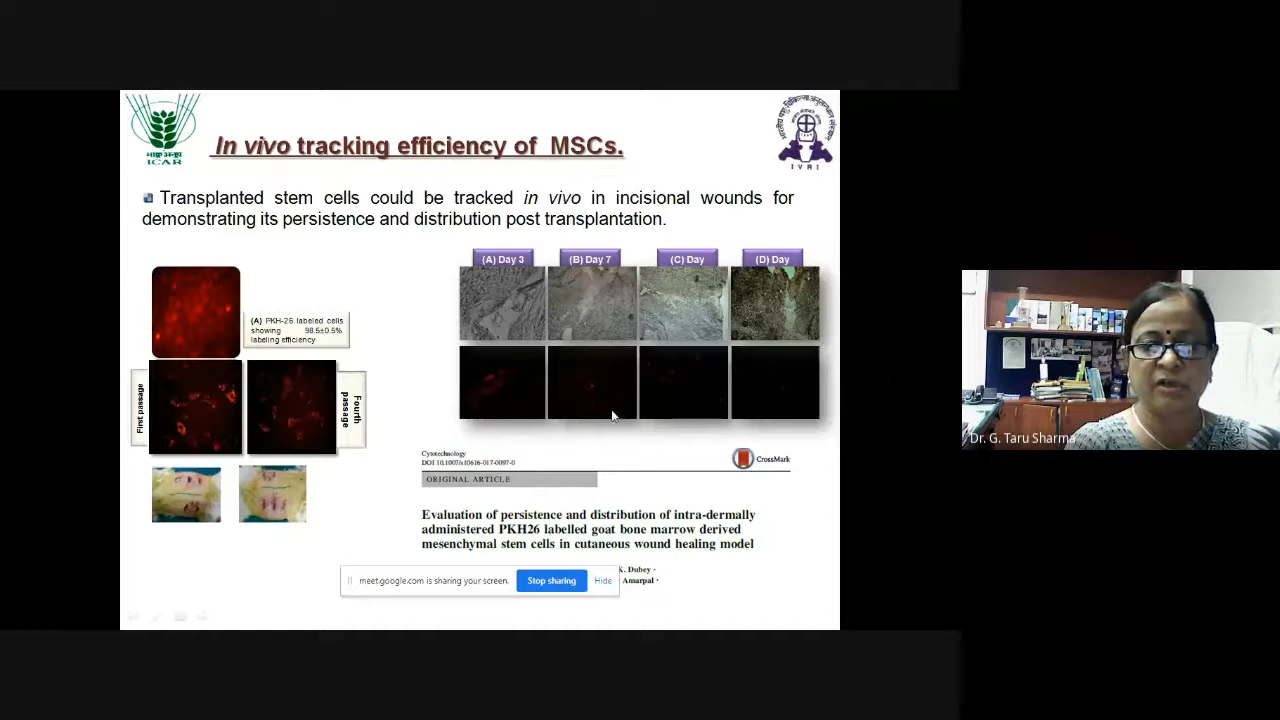 In vivo tracking efficiency of MSCs.
भाकृअनुप
ICAR
IVRI
Transplanted stem cells could be tracked in vivo in incisional wounds for
demonstrating its persistence and distribution post transplantation.
(A) PKH-26 labeled cells
showing 98.5±0.5%
labeling efficiency
First passage
Fourth
passage
(A) Day 3
(B) Day 7
(C) Day
(D) Day
Cytotechnology
DOI 10.1007/s10616-017-0097-0
CrossMark
ORIGINAL ARTICLE
Evaluation of persistence and distribution of intra-dermally
administered PKH26 labelled goat bone marrow derived
mesenchymal stem cells in cutaneous wound healing model
K. Dubey ·
Amarpal ·
meet.google.com is sharing your screen.
Stop sharing
Hide
Dr. G. Taru Sharma